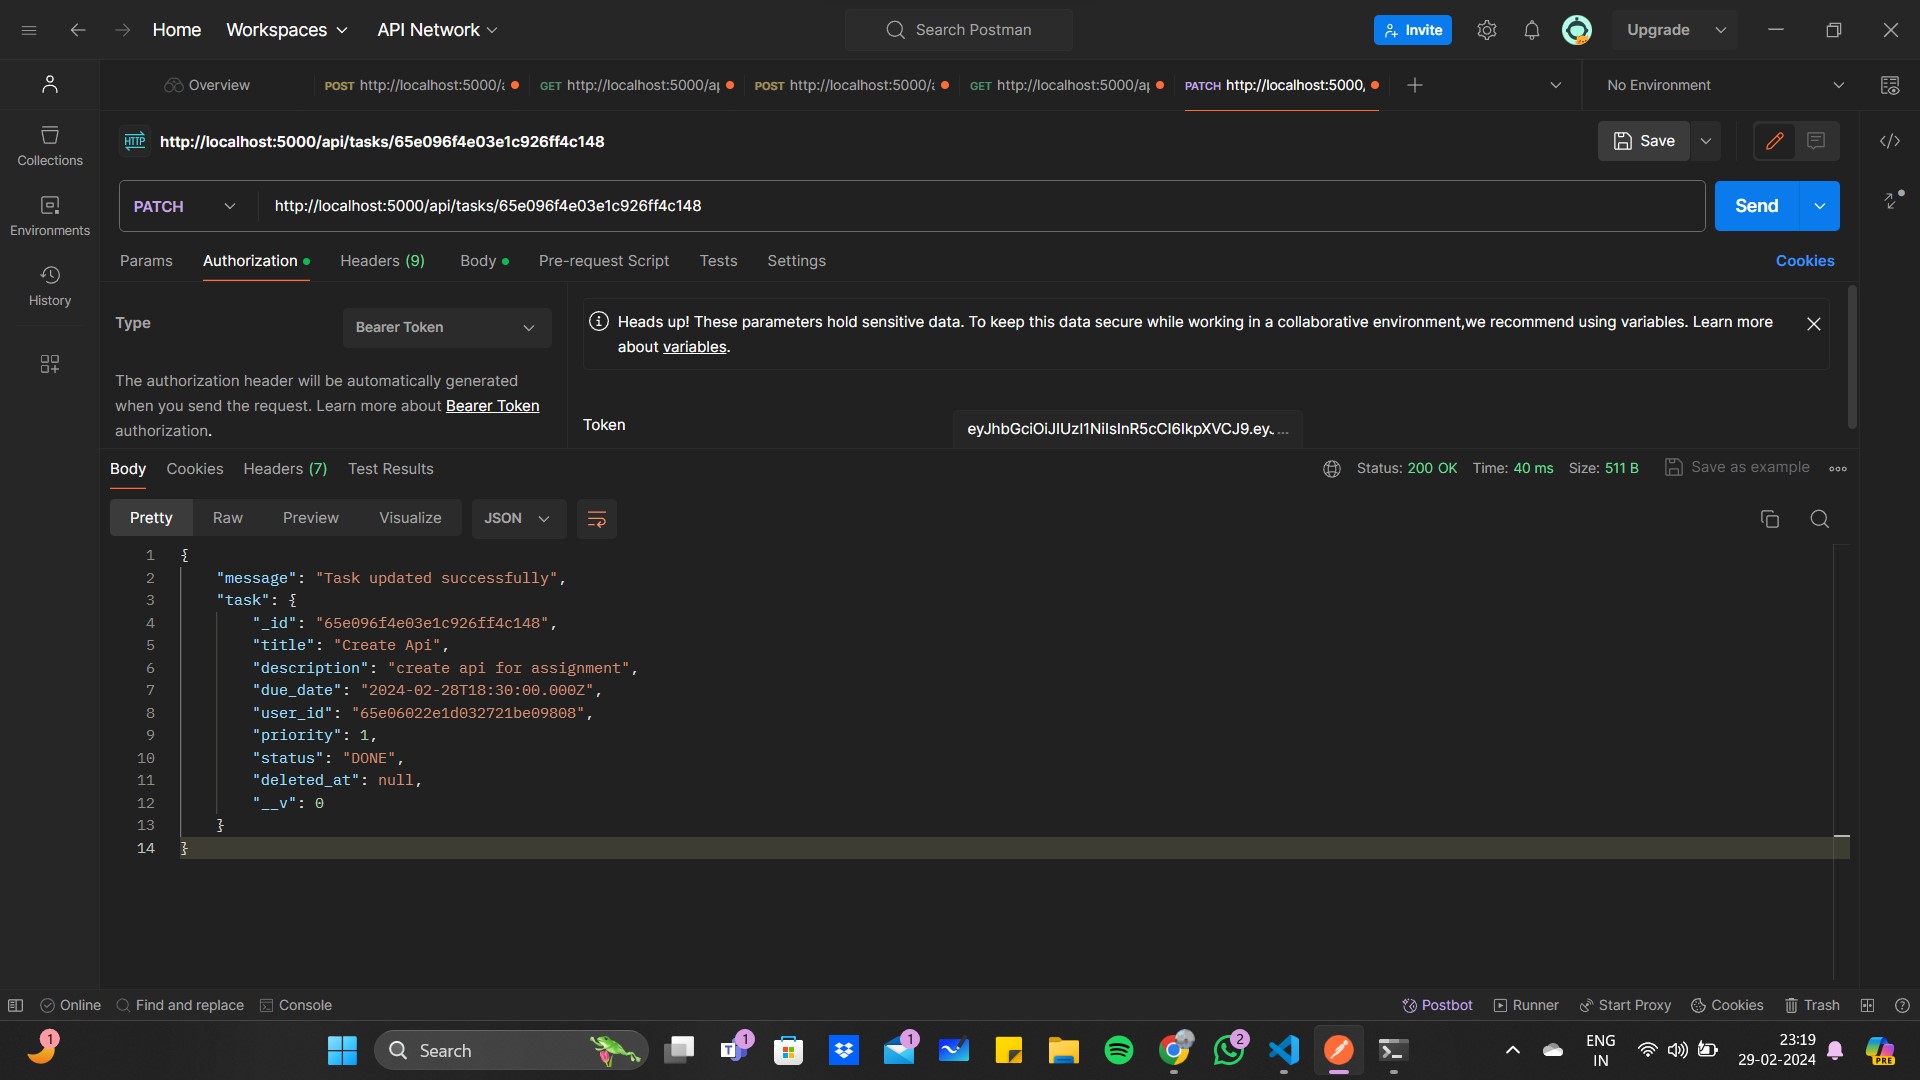 Home Workspaces API Network Search Postman Invite Upgrade
Overview POST http://localhost:5000/a GET http://localhost:5000/ap POST http://localhost:5000/a GET http://localhost:5000/ap PATCH http://localhost:5000, No Environment
HTTP http://localhost:5000/api/tasks/65e096f4e03e1c926ff4c148 Save
Collections
PATCH http://localhost:5000/api/tasks/65e096f4e03e1c926ff4c148 Send
Environments
Params Authorization Headers (9) Body Pre-request Script Tests Settings Cookies
History
Type Bearer Token
Heads up! These parameters hold sensitive data. To keep this data secure while working in a collaborative environment,we recommend using variables. Learn more
about variables.
The authorization header will be automatically generated
when you send the request. Learn more about Bearer Token
authorization.
Token eyJhbGciOiJIUzI1NiIsInR5cCI6IkpXVCJ9.eyJ...
Body Cookies Headers (7) Test Results Status: 200 OK Time: 40 ms Size: 511 B Save as example
Pretty Raw Preview Visualize JSON
1 {
2 "message": "Task updated successfully",
3 "task": {
4 "_id": "65e096f4e03e1c926ff4c148",
5 "title": "Create Api",
6 "description": "create api for assignment",
7 "due_date": "2024-02-28T18:30:00.000Z",
8 "user_id": "65e06022e1d032721be09808",
9 "priority": 1,
10 "status": "DONE",
11 "deleted_at": null,
12 "__v": 0
13 }
14 }
Online Find and replace Console Postbot Runner Start Proxy Cookies Trash
1 Search 1 1 2 ENG 23:19
IN 29-02-2024 PRE